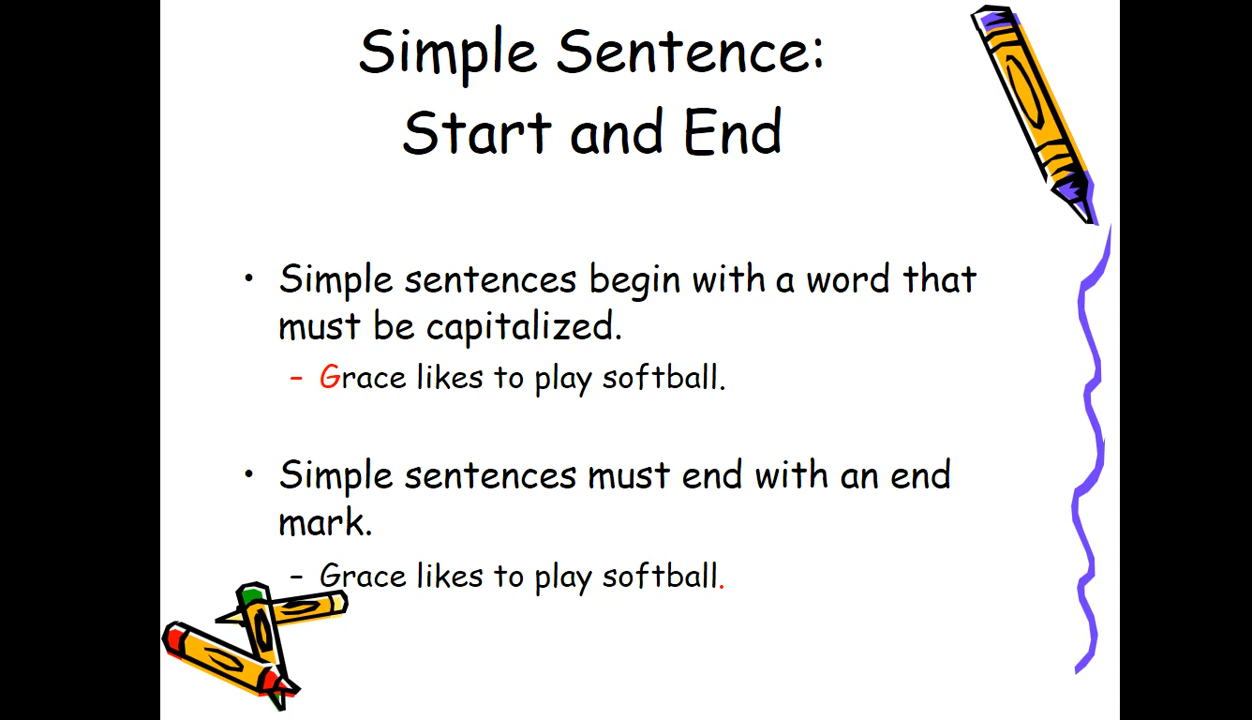 Simple Sentence:
Start and End
• Simple sentences begin with a word that
must be capitalized.
– Grace likes to play softball.
• Simple sentences must end with an end
mark.
– Grace likes to play softball.